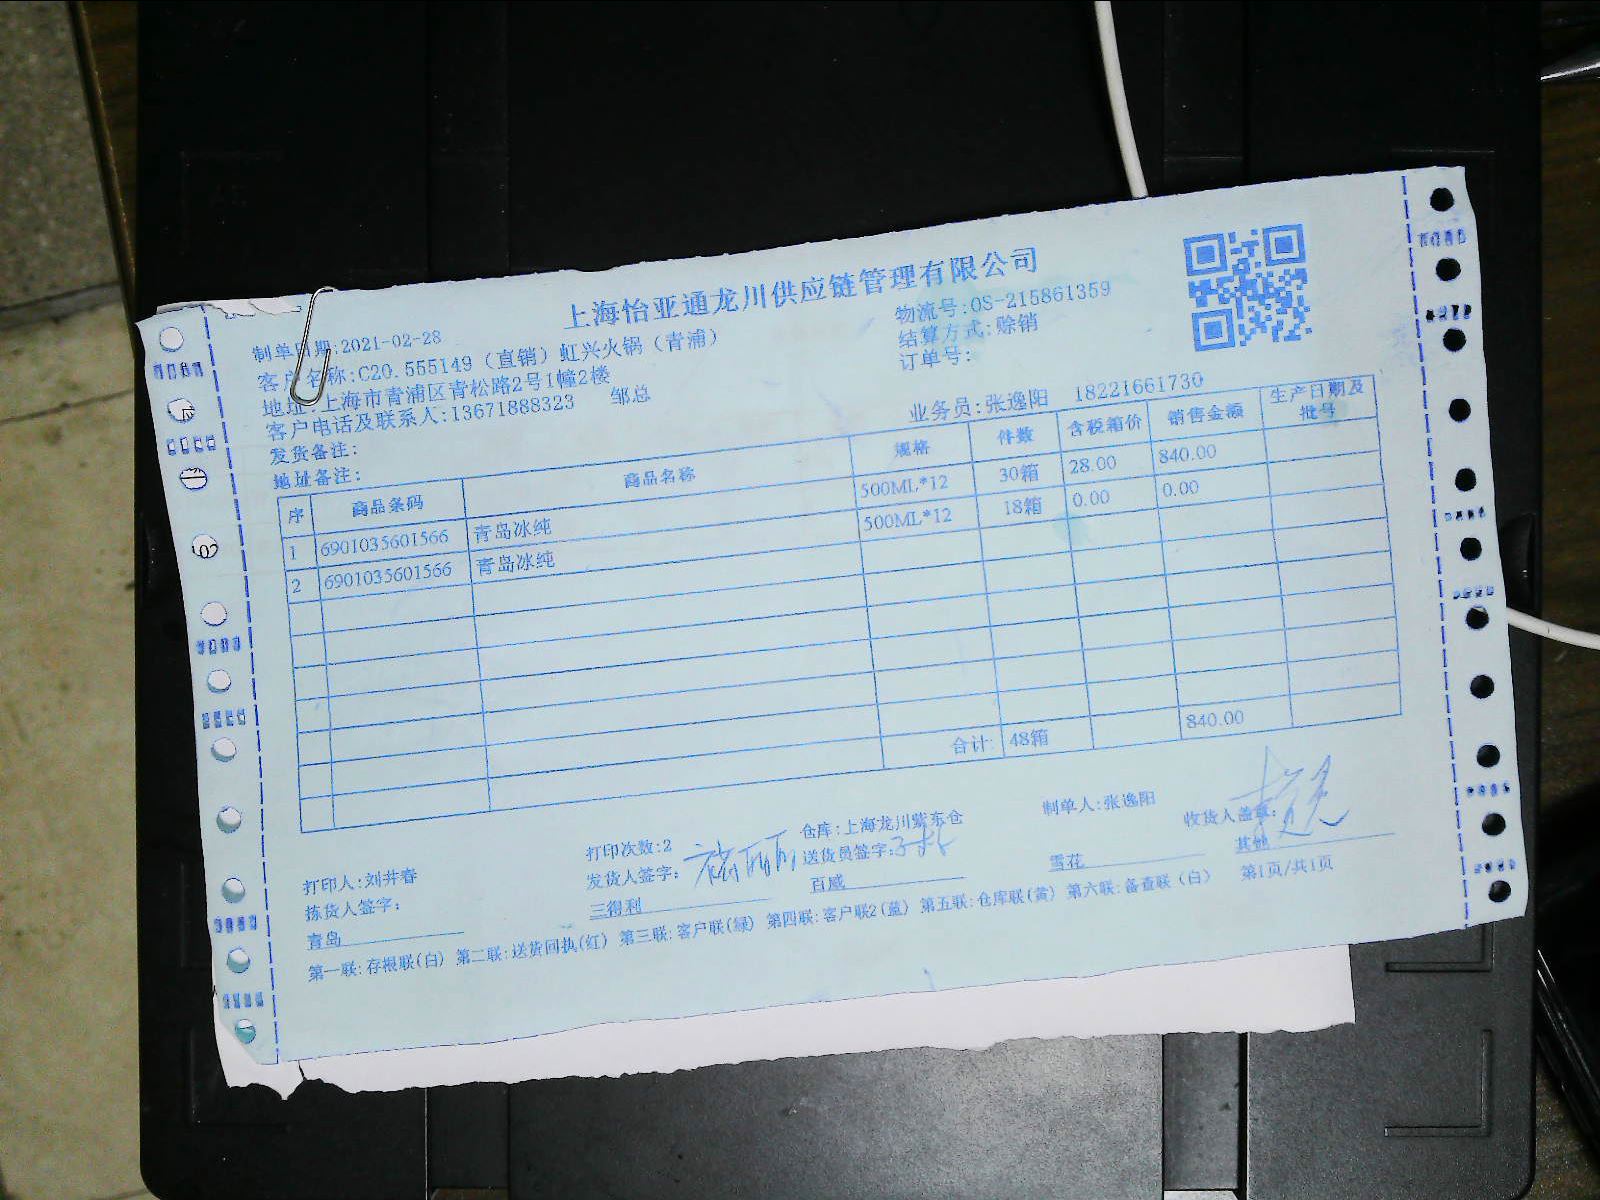 上海怡亚通龙川供应链管理有限公司
制单日期:2021-02-28
物流号:OS-215861359
客户名称:C20.555149（直销）虹兴火锅（青浦）
结算方式:赊销
地址:上海市青浦区青松路2号1幢2楼
订单号:
客户电话及联系人:13671888323 邹总
业务员:张逸阳 18221661730
发货备注:
地址备注:
序 商品条码 商品名称 规格 件数 含税箱价 销售金额 生产日期及批号
1 6901035601566 青岛冰纯 500ML*12 30箱 28.00 840.00
2 6901035601566 青岛冰纯 500ML*12 18箱 0.00 0.00
合计: 48箱 840.00
打印人:刘井春 打印次数:2 仓库:上海龙川紫东仓 制单人:张逸阳 收货人盖章:
拣货人签字: 发货人签字: 送货员签字:
青岛 三得利 百威 雪花 其他
第一联:存根联(白) 第二联:送货回执(红) 第三联:客户联(绿) 第四联:客户联2(蓝) 第五联:仓库联(黄) 第六联:备查联(白) 第1页/共1页